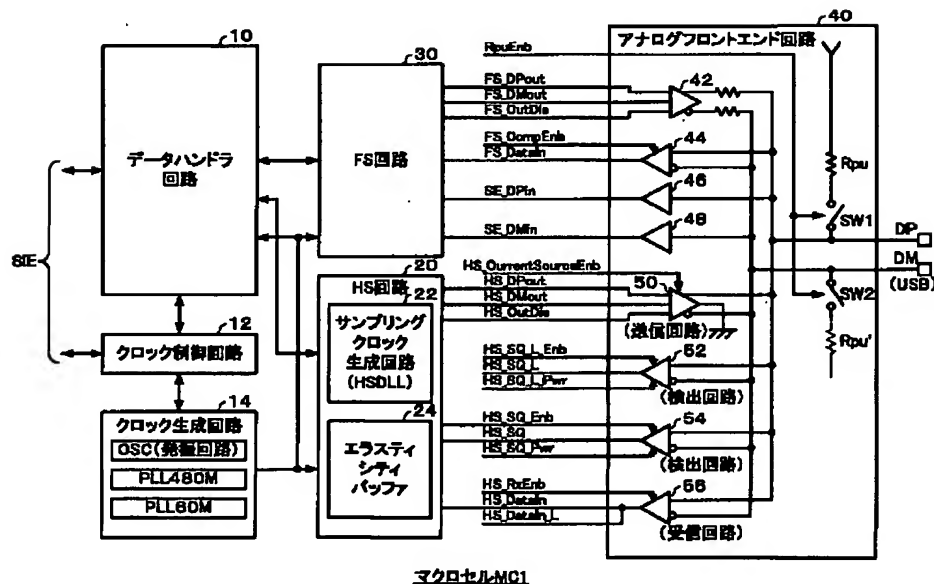 10
データハンドラ
回路
SIE
12
クロック制御回路
14
クロック生成回路
OSC(発振回路)
PLL480M
PLL60M
30
FS回路
20
HS回路
22
サンプリング
クロック
生成回路
(HSDLL)
24
エラスティ
シティ
バッファ
RpuEnb
FS_DPout
FS_DMout
FS_OutDis
FS_CompEnb
FS_DataIn
SE_DPin
SE_DMin
HS_CurrentSourceEnb
HS_DPout
HS_DMout
HS_OutDis
HS_SQ_L_Enb
HS_SQ_L
HS_SQ_L_Pwr
HS_SQ_Enb
HS_SQ
HS_SQ_Pwr
HS_RxEnb
HS_DataIn
HS_DataIn_L
40
アナログフロントエンド回路
42
44
46
48
50
(送信回路)
52
(検出回路)
54
(検出回路)
56
(受信回路)
Rpu
SW1
DP
DM
(USB)
SW2
Rpu'
マクロセルMC1